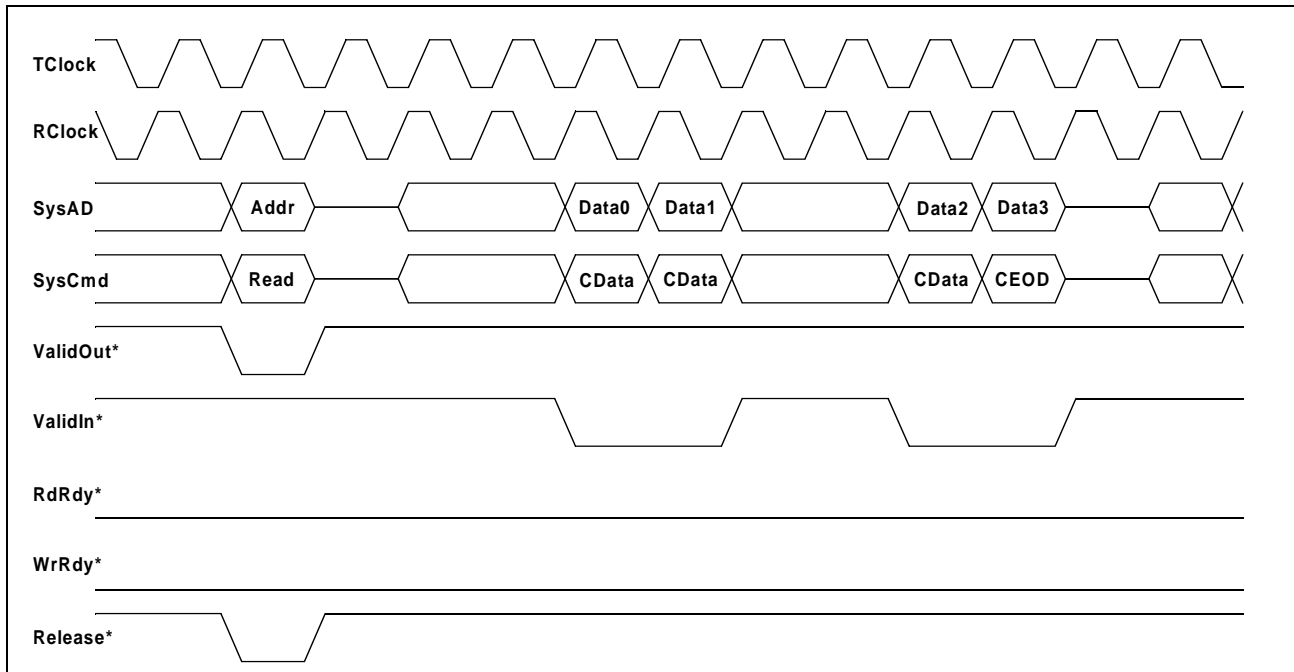 TClock
RClock
SysAD Addr Data0 Data1 Data2 Data3
SysCmd Read CData CData CData CEOD
ValidOut*
ValidIn*
RdRdy*
WrRdy*
Release*